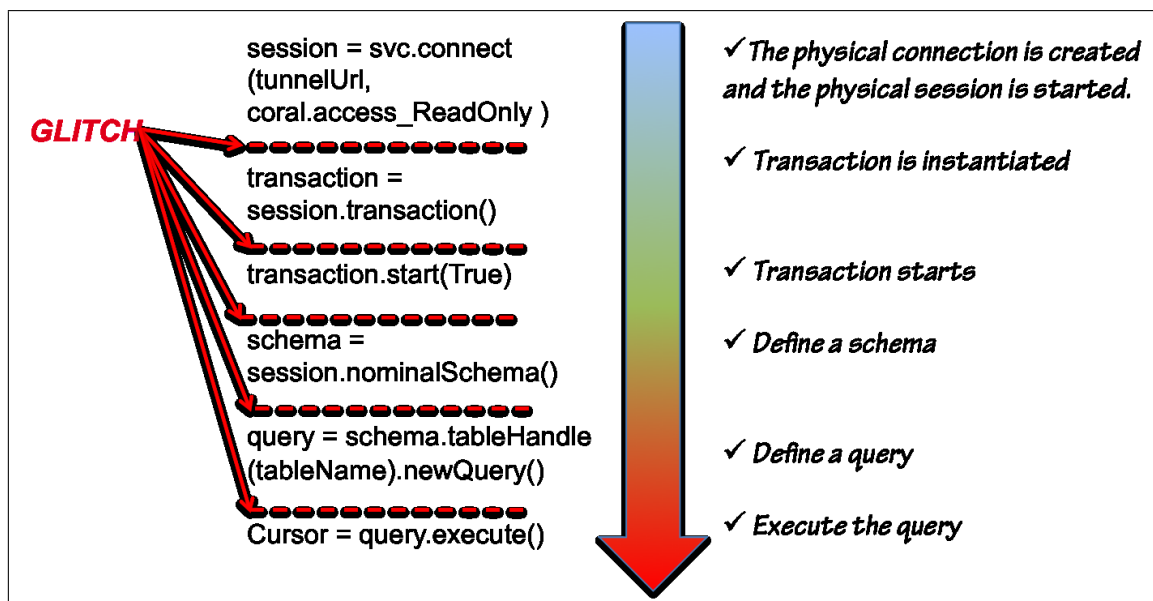 session = svc.connect
(tunnelUrl,
coral.access_ReadOnly )
GLITCH
transaction =
session.transaction()
transaction.start(True)
schema =
session.nominalSchema()
query = schema.tableHandle
(tableName).newQuery()
Cursor = query.execute()
✓ The physical connection is created
and the physical session is started.
✓ Transaction is instantiated
✓ Transaction starts
✓ Define a schema
✓ Define a query
✓ Execute the query